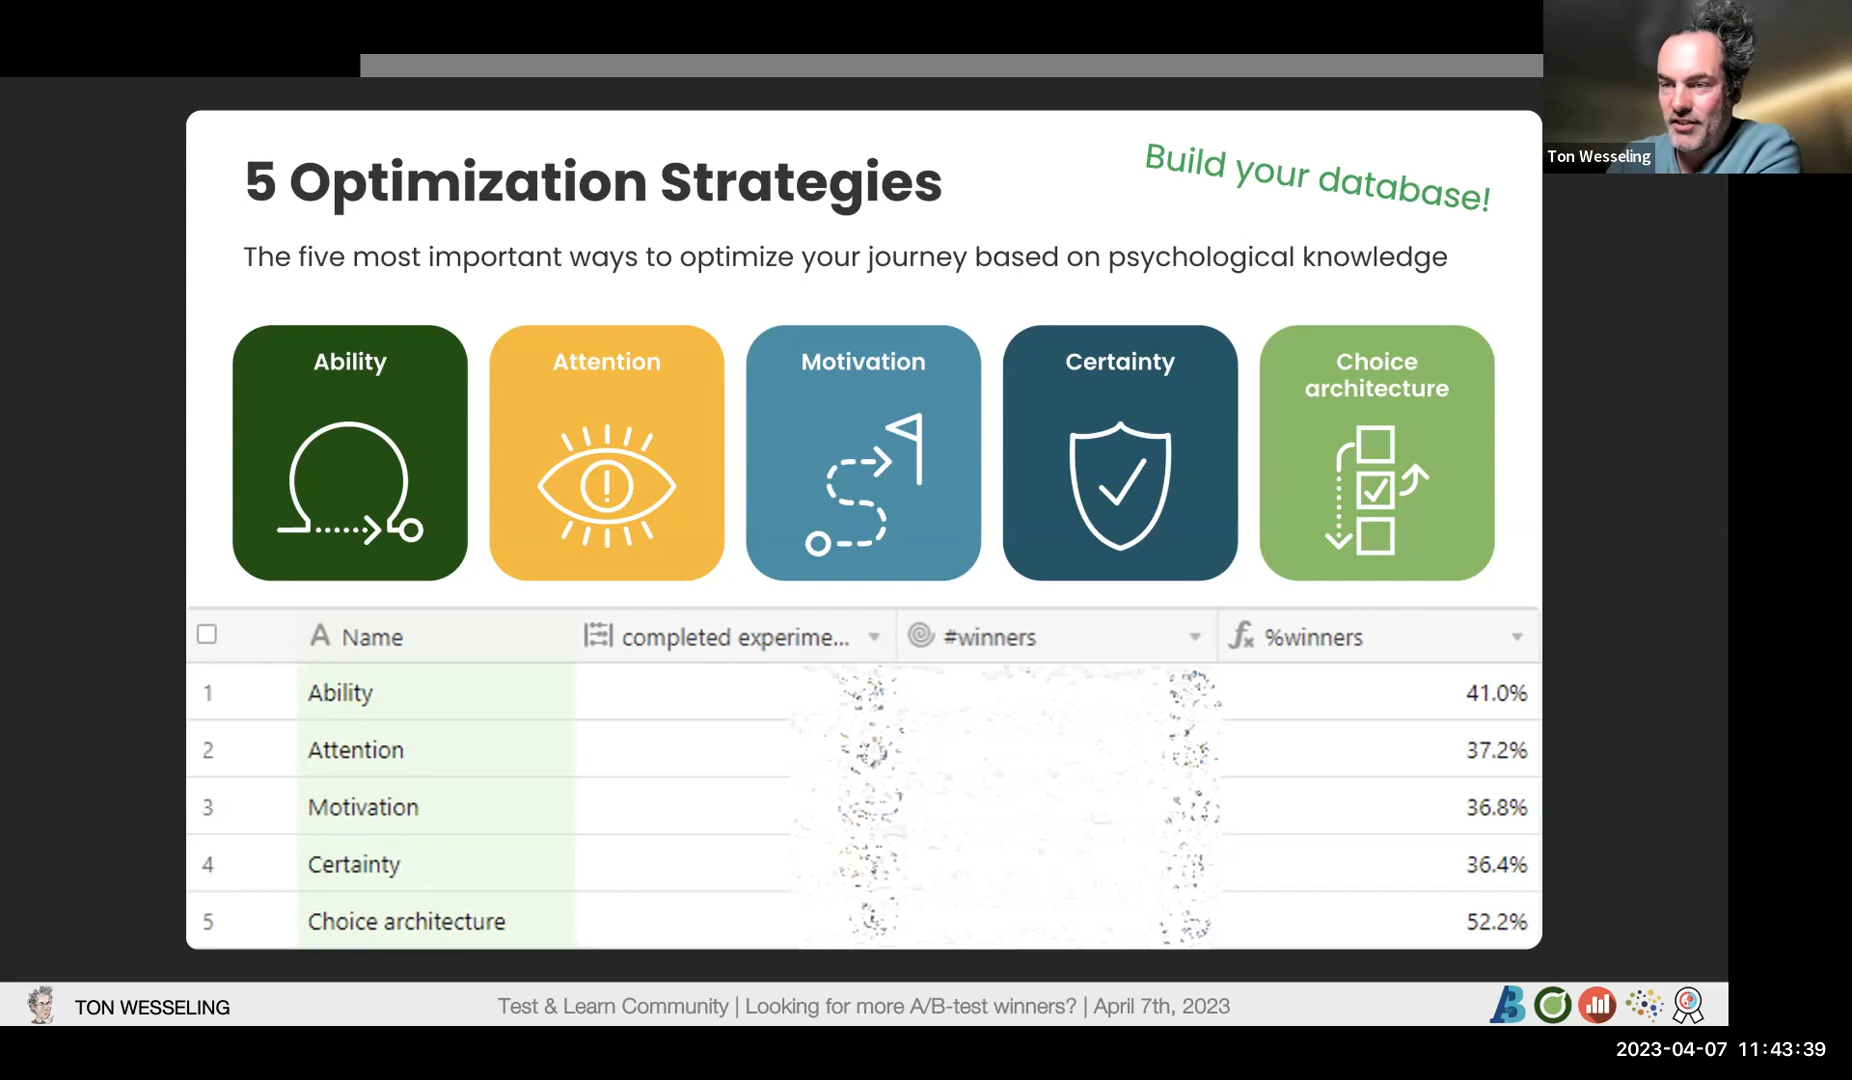 Ton Wesseling
5 Optimization Strategies
Build your database!
The five most important ways to optimize your journey based on psychological knowledge
Ability
Attention
Motivation
Certainty
Choice
architecture
Name
completed experime...
#winners
%winners
1 Ability 41.0%
2 Attention 37.2%
3 Motivation 36.8%
4 Certainty 36.4%
5 Choice architecture 52.2%
TON WESSELING
Test & Learn Community | Looking for more A/B-test winners? | April 7th, 2023
2023-04-07 11:43:39